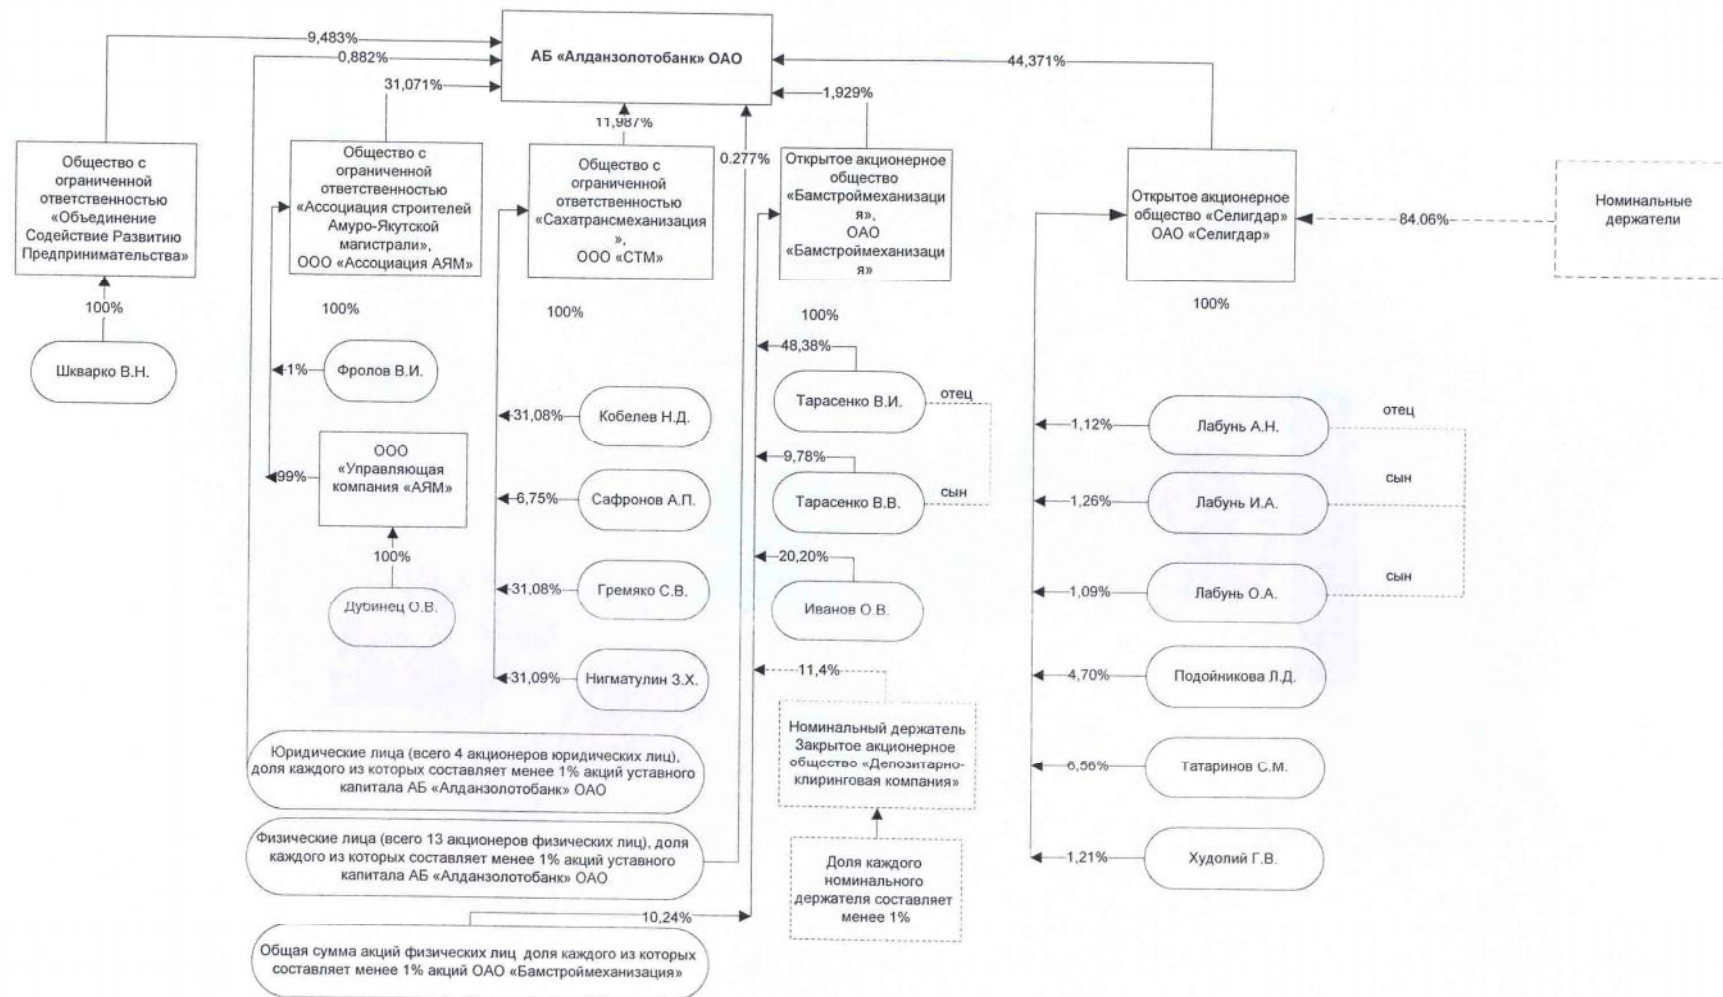 АБ «Алданзолотобанк» ОАО
9,483%
0,882%
31,071%
11,987%
0.277%
1,929%
44,371%
Общество с
ограниченной
ответственностью
«Объединение
Содействие Развитию
Предпринимательства»
100%
Шкварко В.Н.
Общество с
ограниченной
ответственностью
«Ассоциация строителей
Амуро-Якутской
магистрали»,
ООО «Ассоциация АЯМ»
100%
1%
Фролов В.И.
99%
ООО
«Управляющая
компания «АЯМ»
100%
Дубинец О.В.
Общество с
ограниченной
ответственностью
«Сахатрансмеханизация
»,
ООО «СТМ»
100%
31,08%
Кобелев Н.Д.
6,75%
Сафронов А.П.
31,08%
Гремяко С.В.
31,09%
Нигматулин З.Х.
Открытое акционерное
общество
«Бамстроймеханизаци
я»,
ОАО
«Бамстроймеханизаци
я»
100%
48,38%
Тарасенко В.И.
отец
9,78%
Тарасенко В.В.
сын
20,20%
Иванов О.В.
11,4%
Номинальный держатель
Закрытое акционерное
общество «Депозитарно-
клиринговая компания»
Доля каждого
номинального
держателя составляет
менее 1%
Открытое акционерное
общество «Селигдар»
ОАО «Селигдар»
84.06%
Номинальные
держатели
100%
1,12%
Лабунь А.Н.
отец
1,26%
Лабунь И.А.
сын
1,09%
Лабунь О.А.
сын
4,70%
Подойникова Л.Д.
6,56%
Татаринов С.М.
1,21%
Худолий Г.В.
Юридические лица (всего 4 акционеров юридических лиц),
доля каждого из которых составляет менее 1% акций уставного
капитала АБ «Алданзолотобанк» ОАО
Физические лица (всего 13 акционеров физических лиц), доля
каждого из которых составляет менее 1% акций уставного
капитала АБ «Алданзолотобанк» ОАО
10,24%
Общая сумма акций физических лиц доля каждого из которых
составляет менее 1% акций ОАО «Бамстроймеханизация»